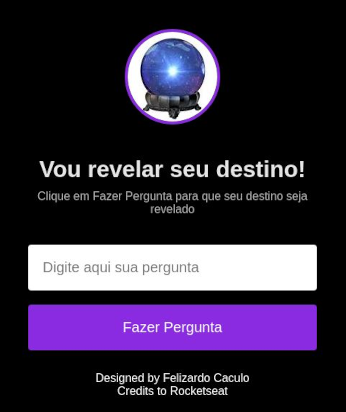 Vou revelar seu destino!
Clique em Fazer Pergunta para que seu destino seja
revelado
Digite aqui sua pergunta
Fazer Pergunta
Designed by Felizardo Caculo
Credits to Rocketseat